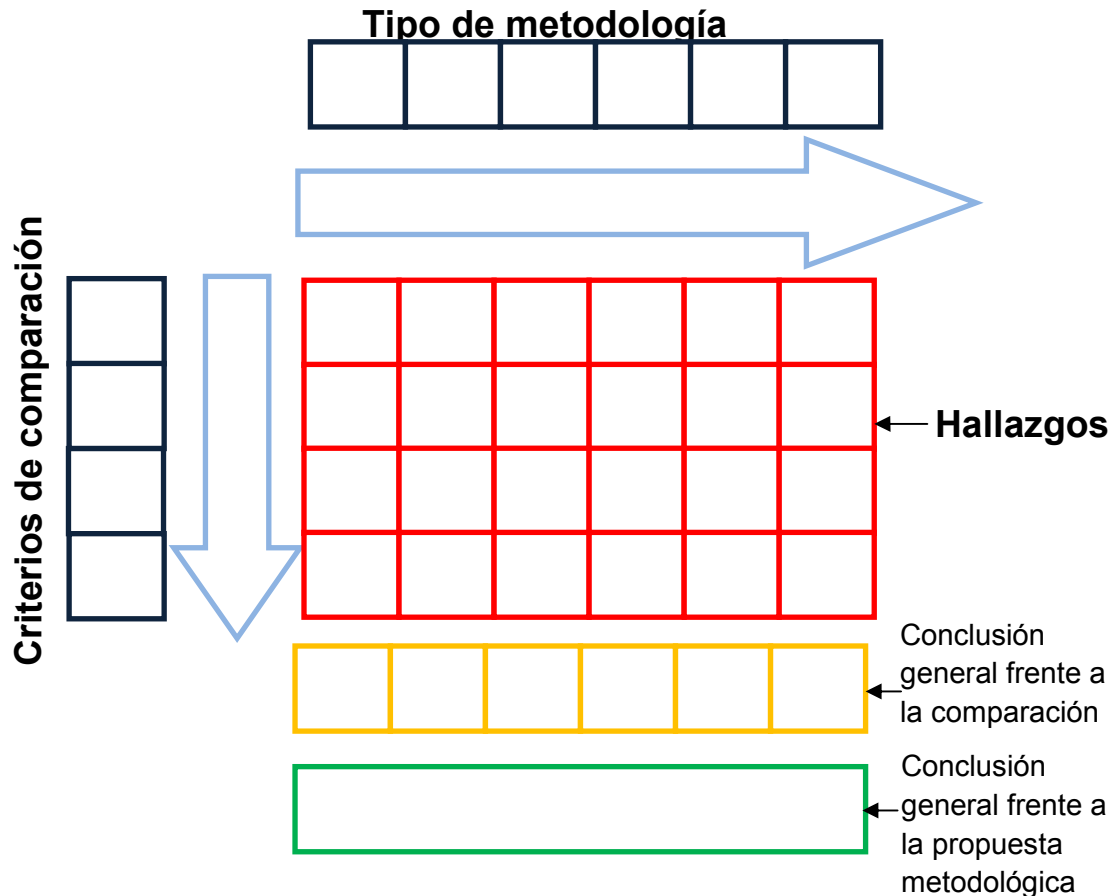 Tipo de metodología
Criterios de comparación
Hallazgos
Conclusión
general frente a
la comparación
Conclusión
general frente a
la propuesta
metodológica